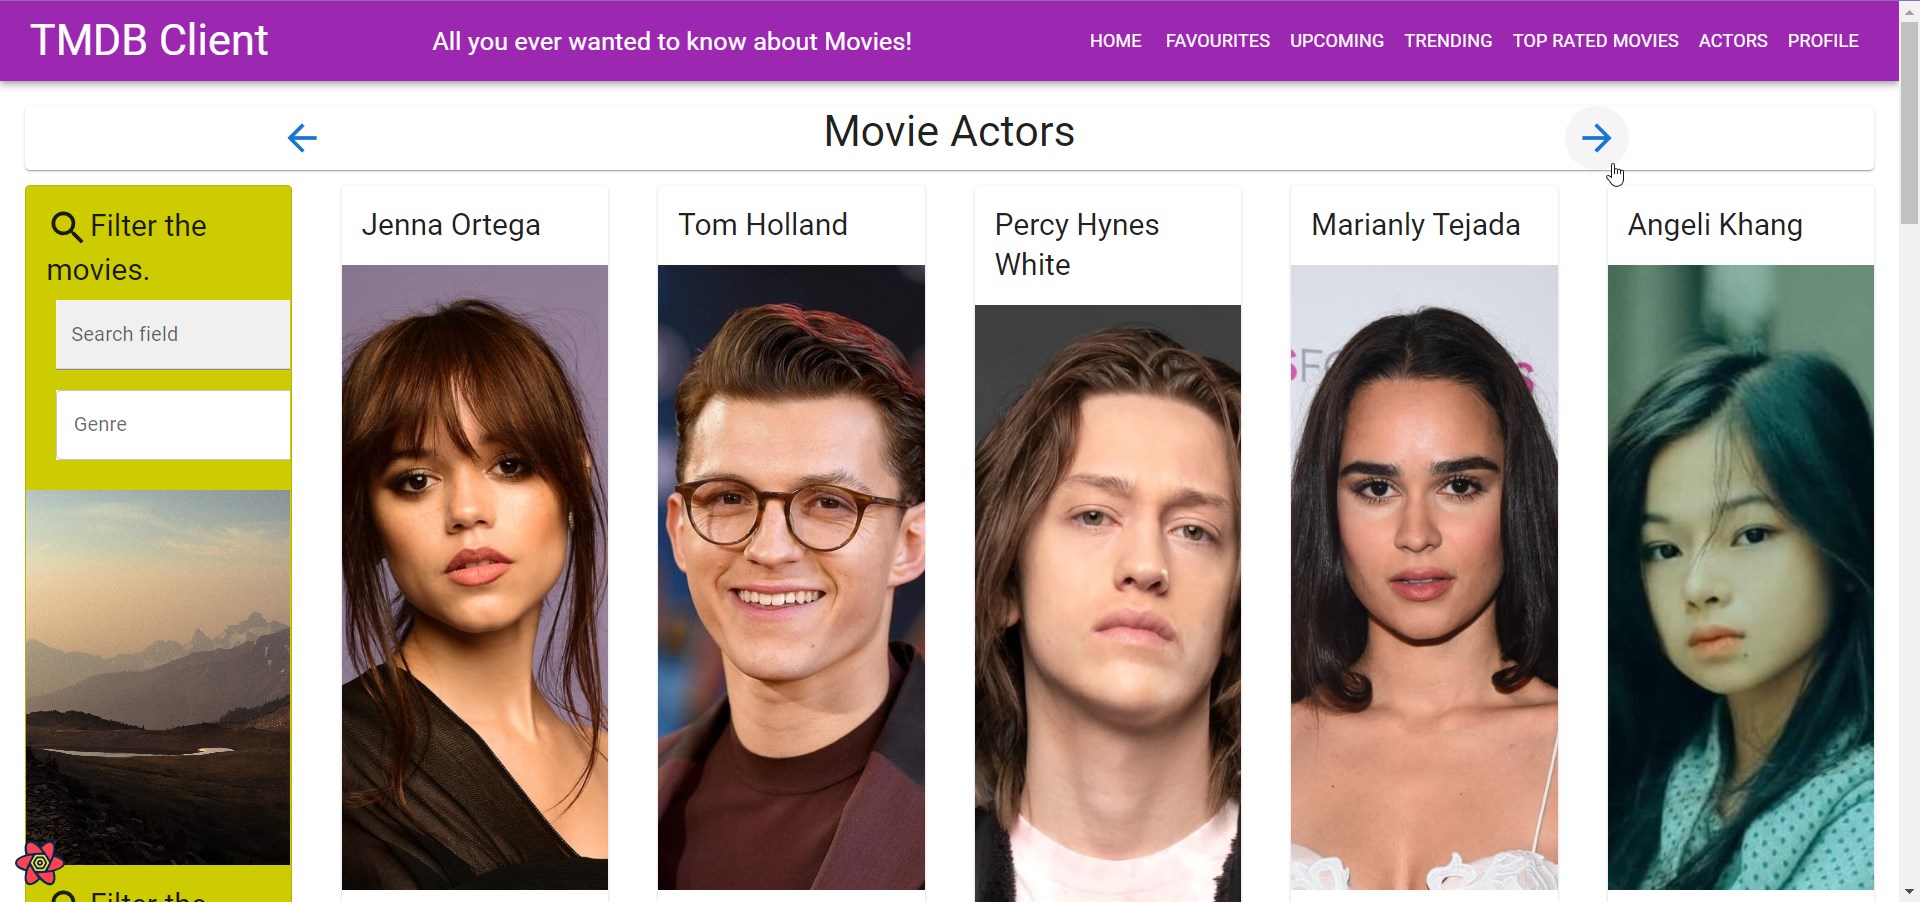 TMDB Client
All you ever wanted to know about Movies!
HOME FAVOURITES UPCOMING TRENDING TOP RATED MOVIES ACTORS PROFILE
Movie Actors
Filter the
movies.
Search field
Genre
Jenna Ortega
Tom Holland
Percy Hynes
White
Marianly Tejada
Angeli Khang
Filter the